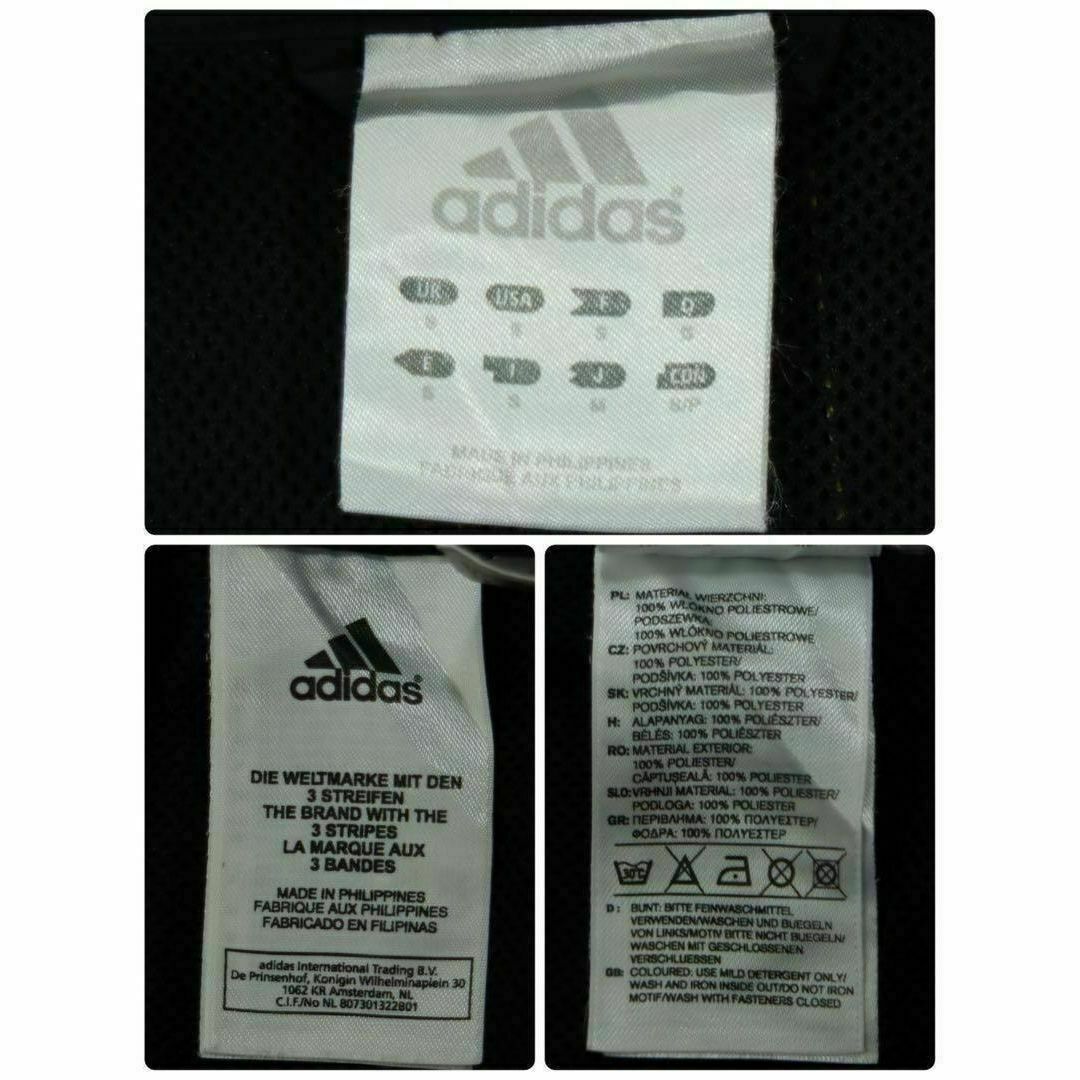 adidas
UK USA F D
S S S S
E I J CDN
S S M S/P
MADE IN PHILIPPINES
FABRIQUE AUX PHILIPPINES
adidas
DIE WELTMARKE MIT DEN
3 STREIFEN
THE BRAND WITH THE
3 STRIPES
LA MARQUE AUX
3 BANDES
MADE IN PHILIPPINES
FABRIQUE AUX PHILIPPINES
FABRICADO EN FILIPINAS
adidas International Trading B.V.
De Prinsenhof, Konigin Wilhelminaplein 30
1062 KR Amsterdam, NL
C.I.F./No NL 807301322B01
PL: MATERIAŁ WIERZCHNI:
100% WŁÓKNO POLIESTROWE/
PODSZEWKA:
100% WŁÓKNO POLIESTROWE
CZ: POVRCHOVÝ MATERIÁL:
100% POLYESTER/
PODŠÍVKA: 100% POLYESTER
SK: VRCHNÝ MATERIÁL: 100% POLYESTER/
PODŠÍVKA: 100% POLYESTER
H: ALAPANYAG: 100% POLIÉSZTER/
BÉLÉS: 100% POLIÉSZTER
RO: MATERIAL EXTERIOR:
100% POLIESTER/
CĂPTUȘEALĂ: 100% POLIESTER
SLO: VRHNJI MATERIAL: 100% POLIESTER/
PODLOGA: 100% POLIESTER
GR: ΠΕΡΙΒΛΗΜΑ: 100% ΠΟΛΥΕΣΤΕΡ/
ΦΟΔΡΑ: 100% ΠΟΛΥΕΣΤΕΡ
30°C
D: BUNT: BITTE FEINWASCHMITTEL
VERWENDEN/WASCHEN UND BUEGELN
VON LINKS/MOTIV BITTE NICHT BUEGELN/
WASCHEN MIT GESCHLOSSENEN
VERSCHLUESSEN
GB: COLOURED: USE MILD DETERGENT ONLY/
WASH AND IRON INSIDE OUT/DO NOT IRON
MOTIF/WASH WITH FASTENERS CLOSED